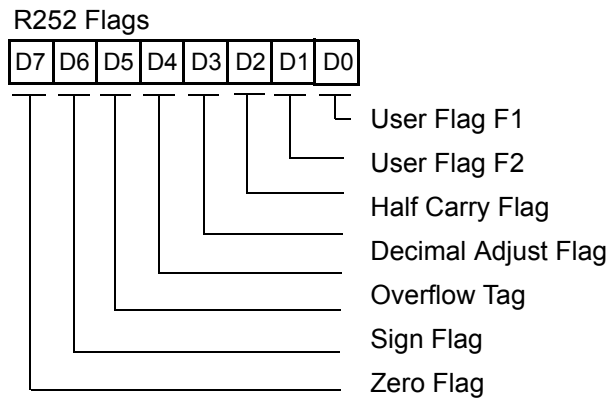 R252 Flags
D7 D6 D5 D4 D3 D2 D1 D0
User Flag F1
User Flag F2
Half Carry Flag
Decimal Adjust Flag
Overflow Tag
Sign Flag
Zero Flag